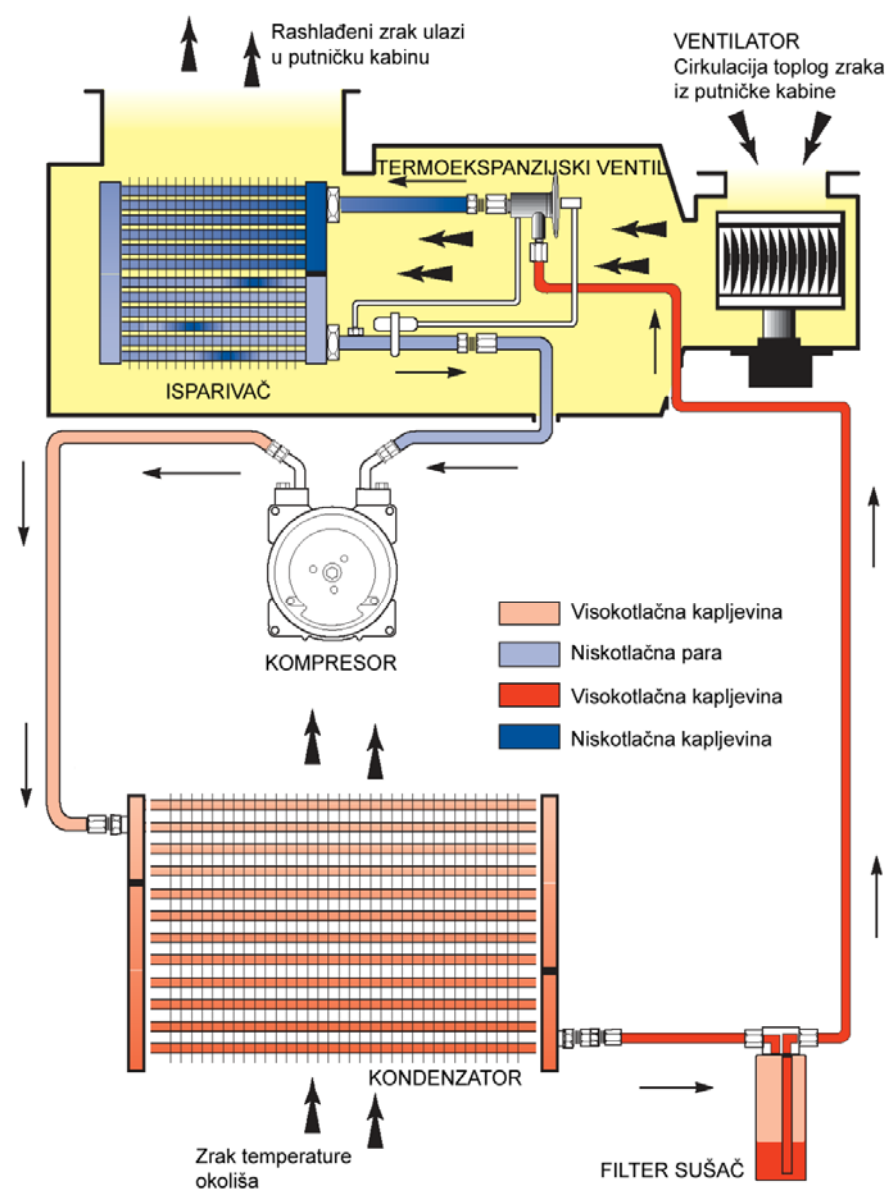 Rashlađeni zrak ulazi
u putničku kabinu
VENTILATOR
Cirkulacija toplog zraka
iz putničke kabine
TERMOEKSPANZIJSKI VENTIL
ISPARIVAČ
KOMPRESOR
Visokotlačna kapljevina
Niskotlačna para
Visokotlačna kapljevina
Niskotlačna kapljevina
KONDENZATOR
Zrak temperature
okoliša
FILTER SUŠAČ